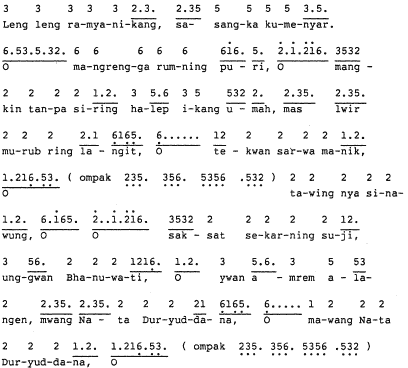 3 3 3 3 3 2.3. 2.35 5 5 5 5 3.5.
Leng leng ra-mya-ni-kang, sa- sang-ka ku-me-nyar.
6.53.5.32. 6 6 6 6 6 616. 5. 2.1.216. 3532
O ma-ngreng-ga rum-ning pu - ri, O mang -
2 2 2 2 1.2. 3 5.6 3 5 532 2. 2.35. 2.35.
kin tan-pa si-ring ha-lep i-kang u - mah, mas lwir
2 2 2 2.1 6165. 6...... 12 2 2 2 2 1.2.
mu-rub ring la - ngit, O te - kwan sar-wa ma-nik,
1.216.53. ( ompak 235. 356. 5356 .532 ) 2 2 2 2 2
O ta-wing nya si-na-
1.2. 6.165. 2..1.216. 3532 2 2 2 2 12.
wung, O O sak - sat se-kar-ning su-ji,
3 56. 2 2 2 1216. 1.2. 3 5.6. 3 5 53
ung-gwan Bha-nu-wa-ti, O ywan a - mrem a - la-
2 2.35. 2.35. 2 2 2 21 6165. 6..... 1 2 2 2
ngen, mwang Na - ta Dur-yud-da- na, O ma-wang Na-ta
2 2 2 1.2. 1.216.53. ( ompak 235. 356. 5356 .532 )
Dur-yud-da-na, O